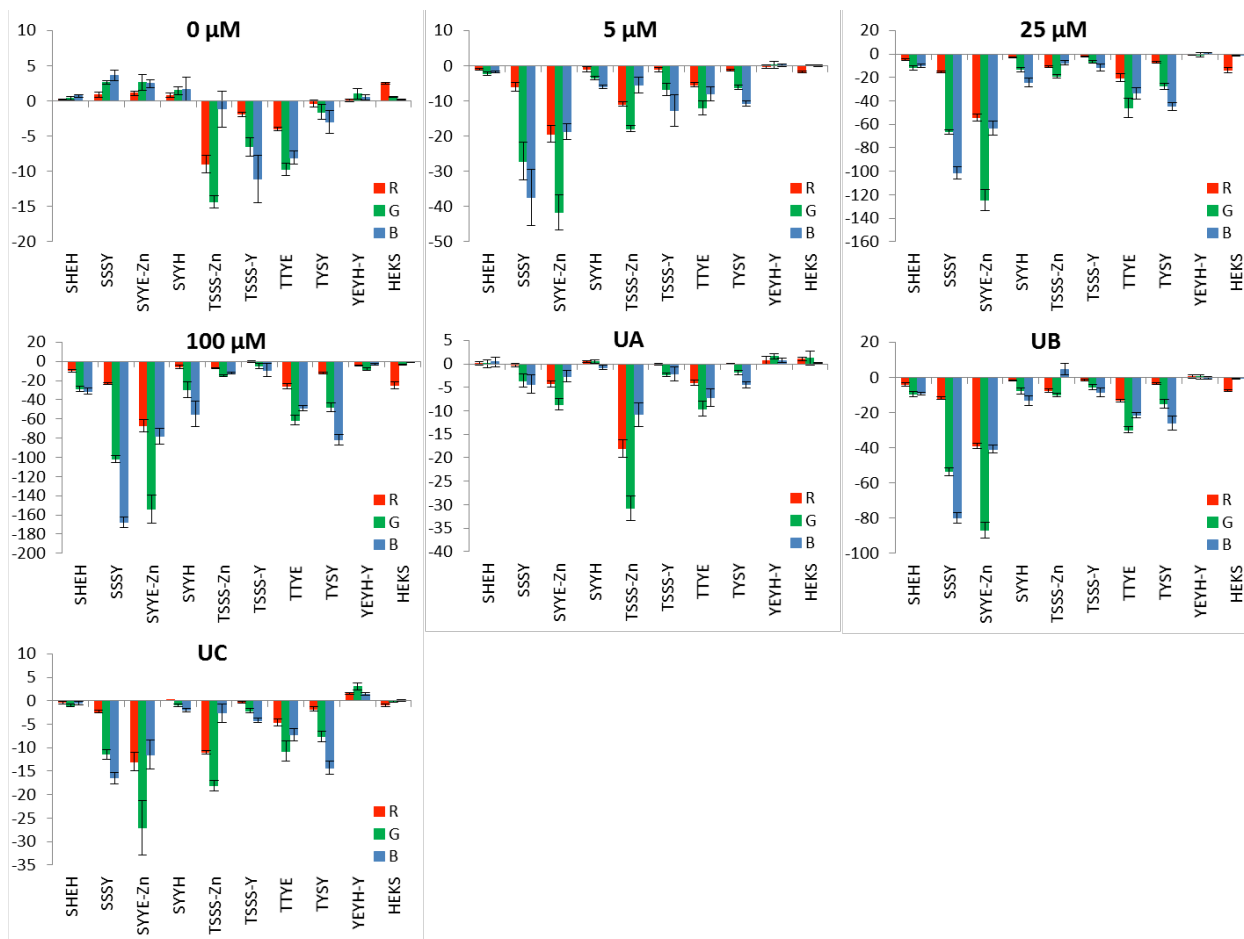 0 µM
10
5
0
-5
-10
-15
-20
R
G
B
SHEH
SSSY
SYYE-Zn
SYYH
TSSS-Zn
TSSS-Y
TTYE
TYSY
YEYH-Y
HEKS
5 µM
10
0
-10
-20
-30
-40
-50
R
G
B
SHEH
SSSY
SYYE-Zn
SYYH
TSSS-Zn
TSSS-Y
TTYE
TYSY
YEYH-Y
HEKS
25 µM
0
-20
-40
-60
-80
-100
-120
-140
-160
R
G
B
SHEH
SSSY
SYYE-Zn
SYYH
TSSS-Zn
TSSS-Y
TTYE
TYSY
YEYH-Y
HEKS
100 µM
20
0
-20
-40
-60
-80
-100
-120
-140
-160
-180
-200
R
G
B
SHEH
SSSY
SYYE-Zn
SYYH
TSSS-Zn
TSSS-Y
TTYE
TYSY
YEYH-Y
HEKS
UA
5
0
-5
-10
-15
-20
-25
-30
-35
-40
R
G
B
SHEH
SSSY
SYYE-Zn
SYYH
TSSS-Zn
TSSS-Y
TTYE
TYSY
YEYH-Y
HEKS
UB
20
0
-20
-40
-60
-80
-100
R
G
B
SHEH
SSSY
SYYE-Zn
SYYH
TSSS-Zn
TSSS-Y
TTYE
TYSY
YEYH-Y
HEKS
UC
10
5
0
-5
-10
-15
-20
-25
-30
-35
R
G
B
SHEH
SSSY
SYYE-Zn
SYYH
TSSS-Zn
TSSS-Y
TTYE
TYSY
YEYH-Y
HEKS